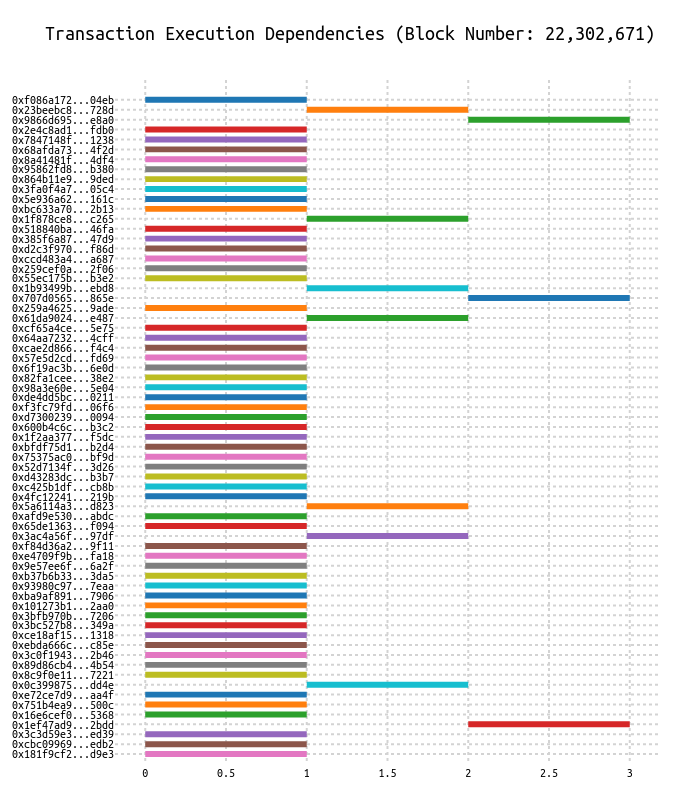 Transaction Execution Dependencies (Block Number: 22,302,671)
0xf086a172...04eb
0x23beebc8...728d
0x9866d695...e8a0
0x2e4c8ad1...fdb0
0x7847148f...1238
0x68afda73...4f2d
0x8a41481f...4df4
0x95862fd8...b380
0x864b11e9...9ded
0x3fa0f4a7...05c4
0x5e936a62...161c
0xbc633a70...2b13
0x1f878ce8...c265
0x518840ba...46fa
0x385f6a87...47d9
0xd2c3f970...f86d
0xccd483a4...a687
0x259cef0a...2f06
0x55ec175b...b3e2
0x1b93499b...ebd8
0x707d0565...865e
0x259a4625...9ade
0x61da9024...e487
0xcf65a4ce...5e75
0x64aa7232...4cff
0xcae2d866...f4c4
0x57e5d2cd...fd69
0x6f19ac3b...6e0d
0x82fa1cee...38e2
0x98a3e60e...5e04
0xde4dd5bc...0211
0xf3fc79fd...06f6
0xd7300239...0094
0x600b4c6c...b3c2
0x1f2aa377...f5dc
0xbfdf75d1...b2d4
0x75375ac0...bf9d
0x52d7134f...3d26
0xd43283dc...b3b7
0xc425b1df...cb8b
0x4fc12241...219b
0x5a6114a3...d823
0xafd9e530...abdc
0x65de1363...f094
0x3ac4a56f...97df
0xf84d36a2...9f11
0xe4709f9b...fa18
0x9e57ee6f...6a2f
0xb37b6b33...3da5
0x93980c97...7eaa
0xba9af891...7906
0x101273b1...2aa0
0x3bfb970b...7206
0x3bc527b8...349a
0xce18af15...1318
0xebda666c...c85e
0x3c0f1943...2b46
0x89d86cb4...4b54
0x8c9f0e11...7221
0x0c399875...dd4e
0xe72ce7d9...aa4f
0x751b4ea9...500c
0x16e6cef0...5368
0x1ef47ad9...2bdd
0x3c3d59e3...ed39
0xcbc09969...edb2
0x181f9cf2...d9e3
0 0.5 1 1.5 2 2.5 3